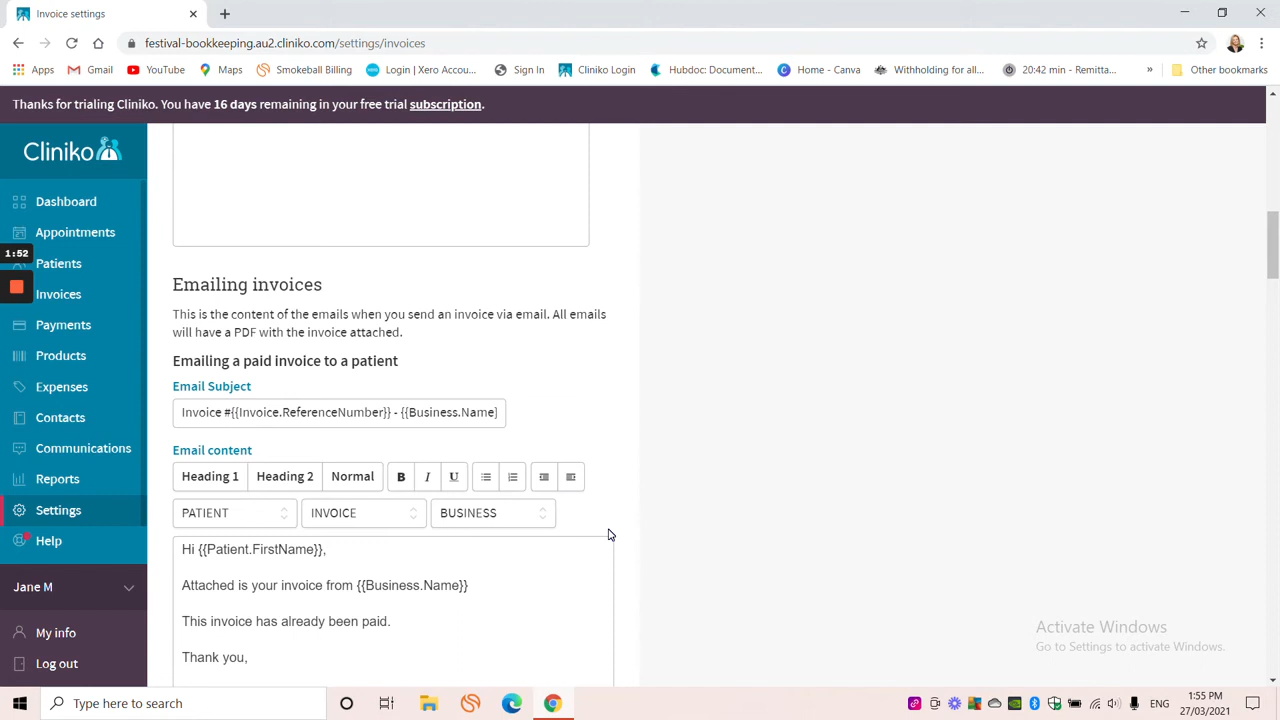 Invoice settings
festival-bookkeeping.au2.cliniko.com/settings/invoices
Apps Gmail YouTube Maps Smokeball Billing Login | Xero Accou... Sign In Cliniko Login Hubdoc: Document... Home - Canva Withholding for all... 20:42 min - Remitta... » Other bookmarks
Thanks for trialing Cliniko. You have 16 days remaining in your free trial subscription.
Cliniko
Dashboard
Appointments
1:52
Patients
Invoices
Payments
Products
Expenses
Contacts
Communications
Reports
Settings
Help
Jane M
My info
Log out
Emailing invoices
This is the content of the emails when you send an invoice via email. All emails
will have a PDF with the invoice attached.
Emailing a paid invoice to a patient
Email Subject
Invoice #{{Invoice.ReferenceNumber}} - {{Business.Name}
Email content
Heading 1 Heading 2 Normal B I U
PATIENT INVOICE BUSINESS
Hi {{Patient.FirstName}},
Attached is your invoice from {{Business.Name}}
This invoice has already been paid.
Thank you,
Activate Windows
Go to Settings to activate Windows.
Type here to search
ENG
1:55 PM
27/03/2021